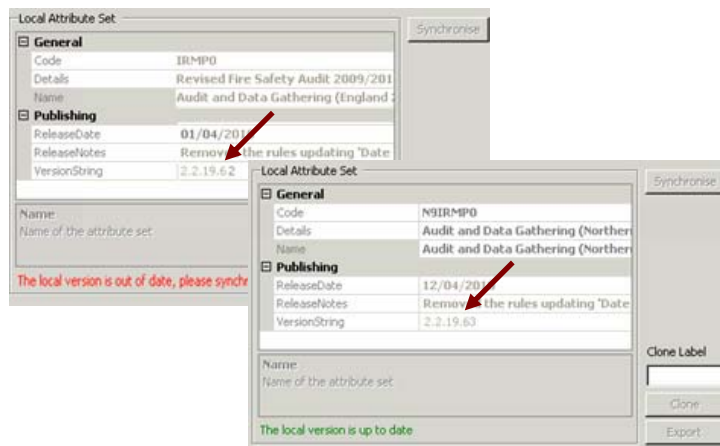 Local Attribute Set
Synchronise
General
Code IRMP0
Details Revised Fire Safety Audit 2009/201
Name Audit and Data Gathering (England
Publishing
ReleaseDate 01/04/201
ReleaseNotes Remove the rules updating 'Date
VersionString 2.2.19.62
Name
Name of the attribute set
The local version is out of date, please synchr
Local Attribute Set
Synchronise
General
Code N9IRMP0
Details Audit and Data Gathering (Norther
Name Audit and Data Gathering (Norther
Publishing
ReleaseDate 12/04/201
ReleaseNotes Remove the rules updating 'Date
VersionString 2.2.19.63
Name
Name of the attribute set
The local version is up to date
Clone Label
Clone
Export